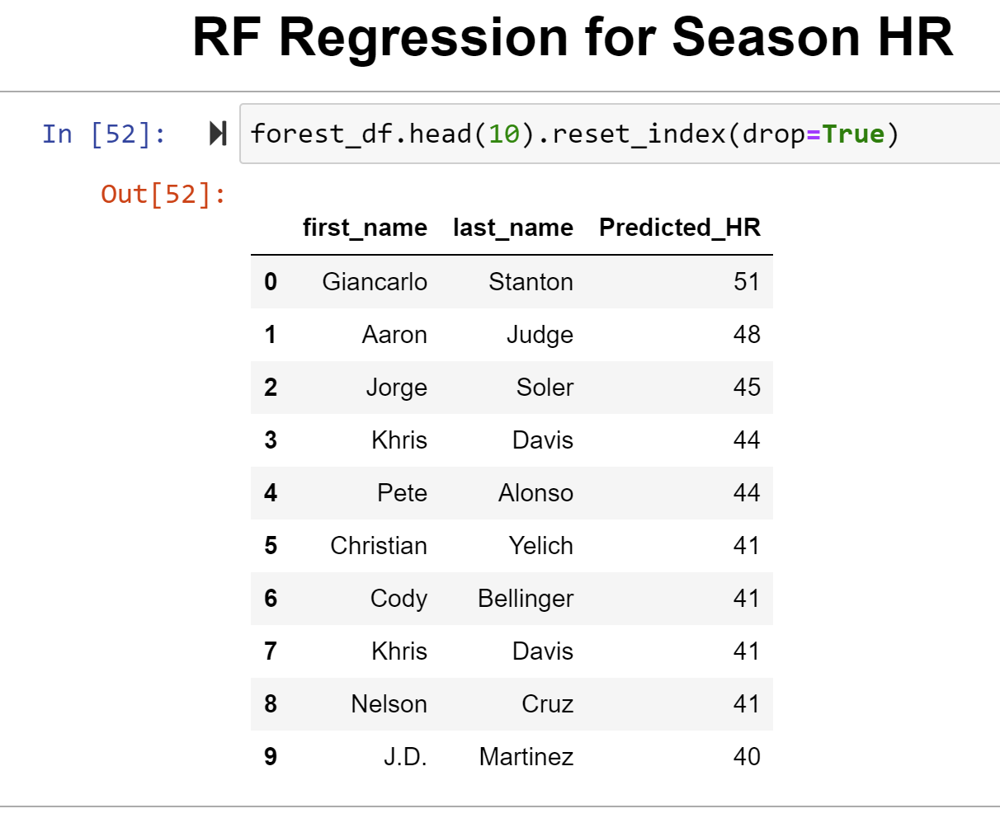 RF Regression for Season HR
In [52]: forest_df.head(10).reset_index(drop=True)
Out[52]:
first_name last_name Predicted_HR
0 Giancarlo Stanton 51
1 Aaron Judge 48
2 Jorge Soler 45
3 Khris Davis 44
4 Pete Alonso 44
5 Christian Yelich 41
6 Cody Bellinger 41
7 Khris Davis 41
8 Nelson Cruz 41
9 J.D. Martinez 40